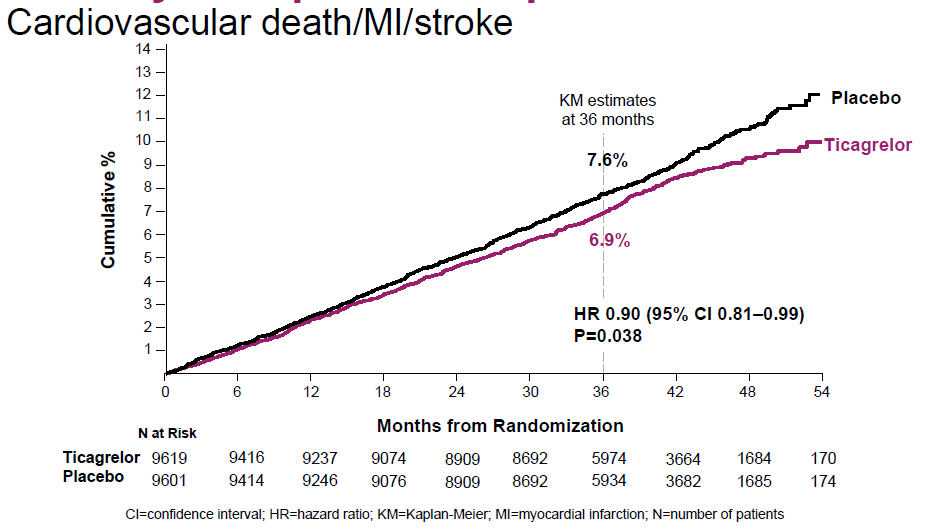 Cardiovascular death/MI/stroke
14
13
12
11
10
9
8
7
6
5
4
3
2
1
Cumulative %
KM estimates
at 36 months
Placebo
Ticagrelor
7.6%
6.9%
HR 0.90 (95% CI 0.81–0.99)
P=0.038
0 6 12 18 24 30 36 42 48 54
Months from Randomization
N at Risk
Ticagrelor 9619 9416 9237 9074 8909 8692 5974 3664 1684 170
Placebo 9601 9414 9246 9076 8909 8692 5934 3682 1685 174
CI=confidence interval; HR=hazard ratio; KM=Kaplan-Meier; MI=myocardial infarction; N=number of patients